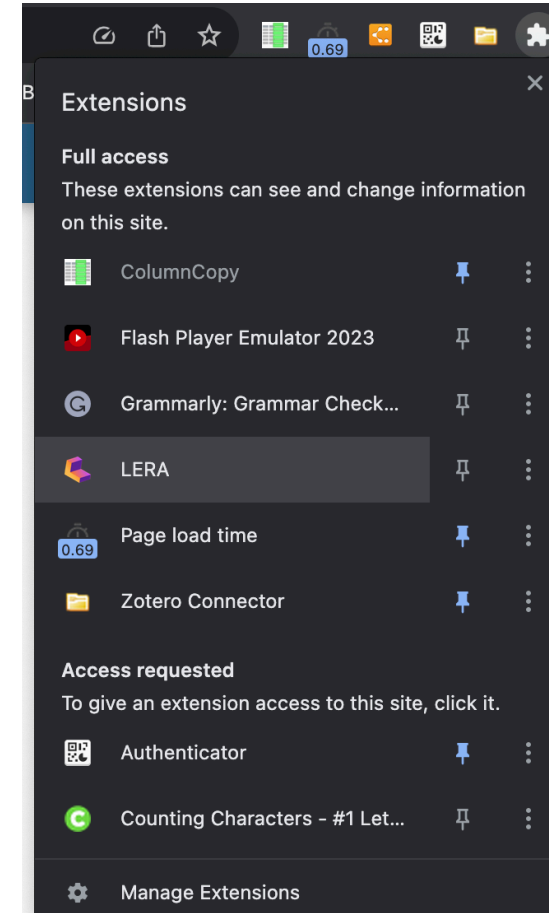 0.69
B
Extensions
Full access
These extensions can see and change information
on this site.
ColumnCopy
Flash Player Emulator 2023
Grammarly: Grammar Check...
LERA
0.69
Page load time
Zotero Connector
Access requested
To give an extension access to this site, click it.
Authenticator
Counting Characters - #1 Let...
Manage Extensions